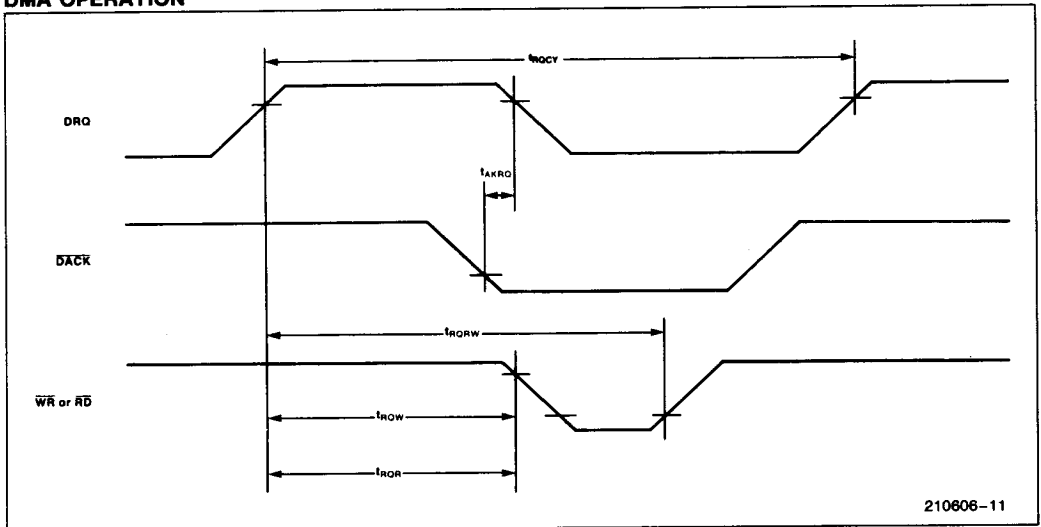 DMA OPERATION
tRQCY
DRQ
tAKRQ
DACK
tRQRW
WR or RD
tRQW
tRQR
210606-11